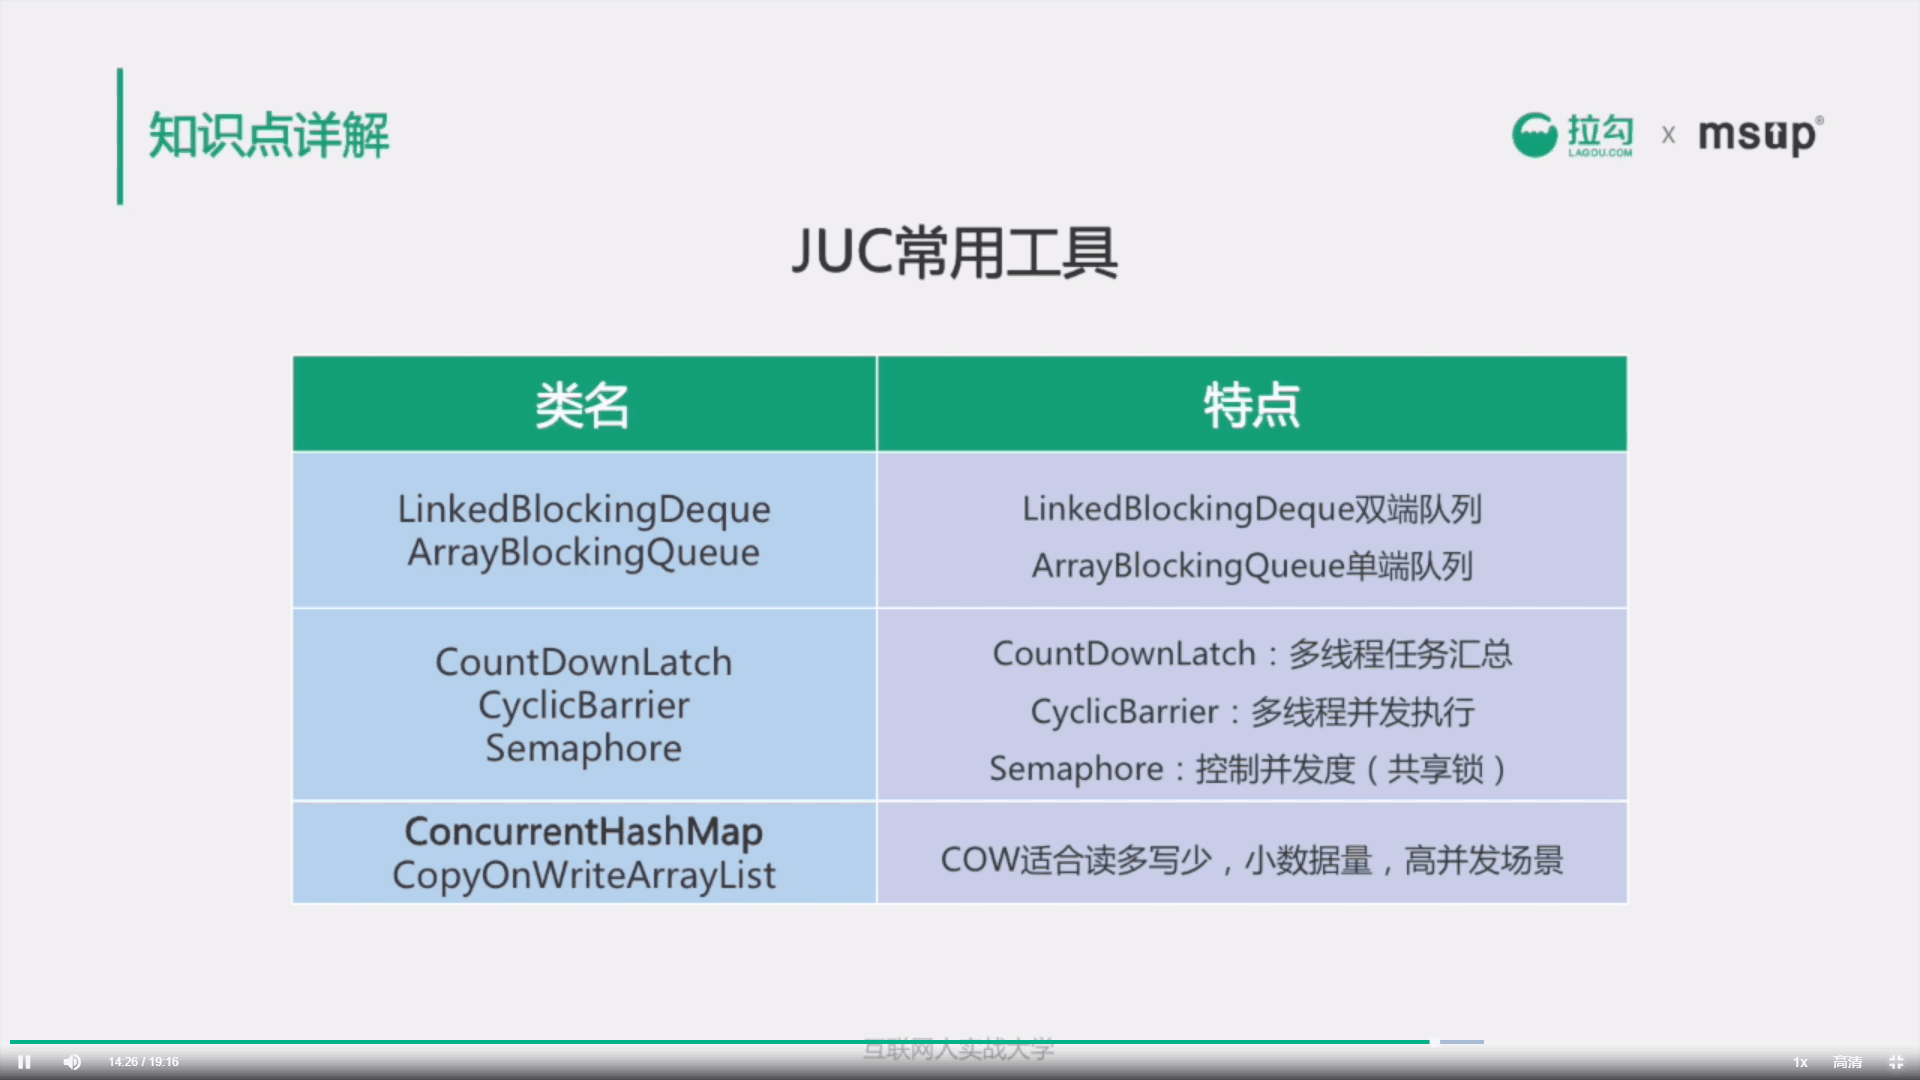 知识点详解
拉勾
LAGOU.COM
x
msup®
JUC常用工具
类名
特点
LinkedBlockingDeque
ArrayBlockingQueue
LinkedBlockingDeque双端队列
ArrayBlockingQueue单端队列
CountDownLatch
CyclicBarrier
Semaphore
CountDownLatch：多线程任务汇总
CyclicBarrier：多线程并发执行
Semaphore：控制并发度（共享锁）
ConcurrentHashMap
CopyOnWriteArrayList
COW适合读多写少，小数据量，高并发场景
互联网人实战大学
14:26 / 19:16
1x
高清